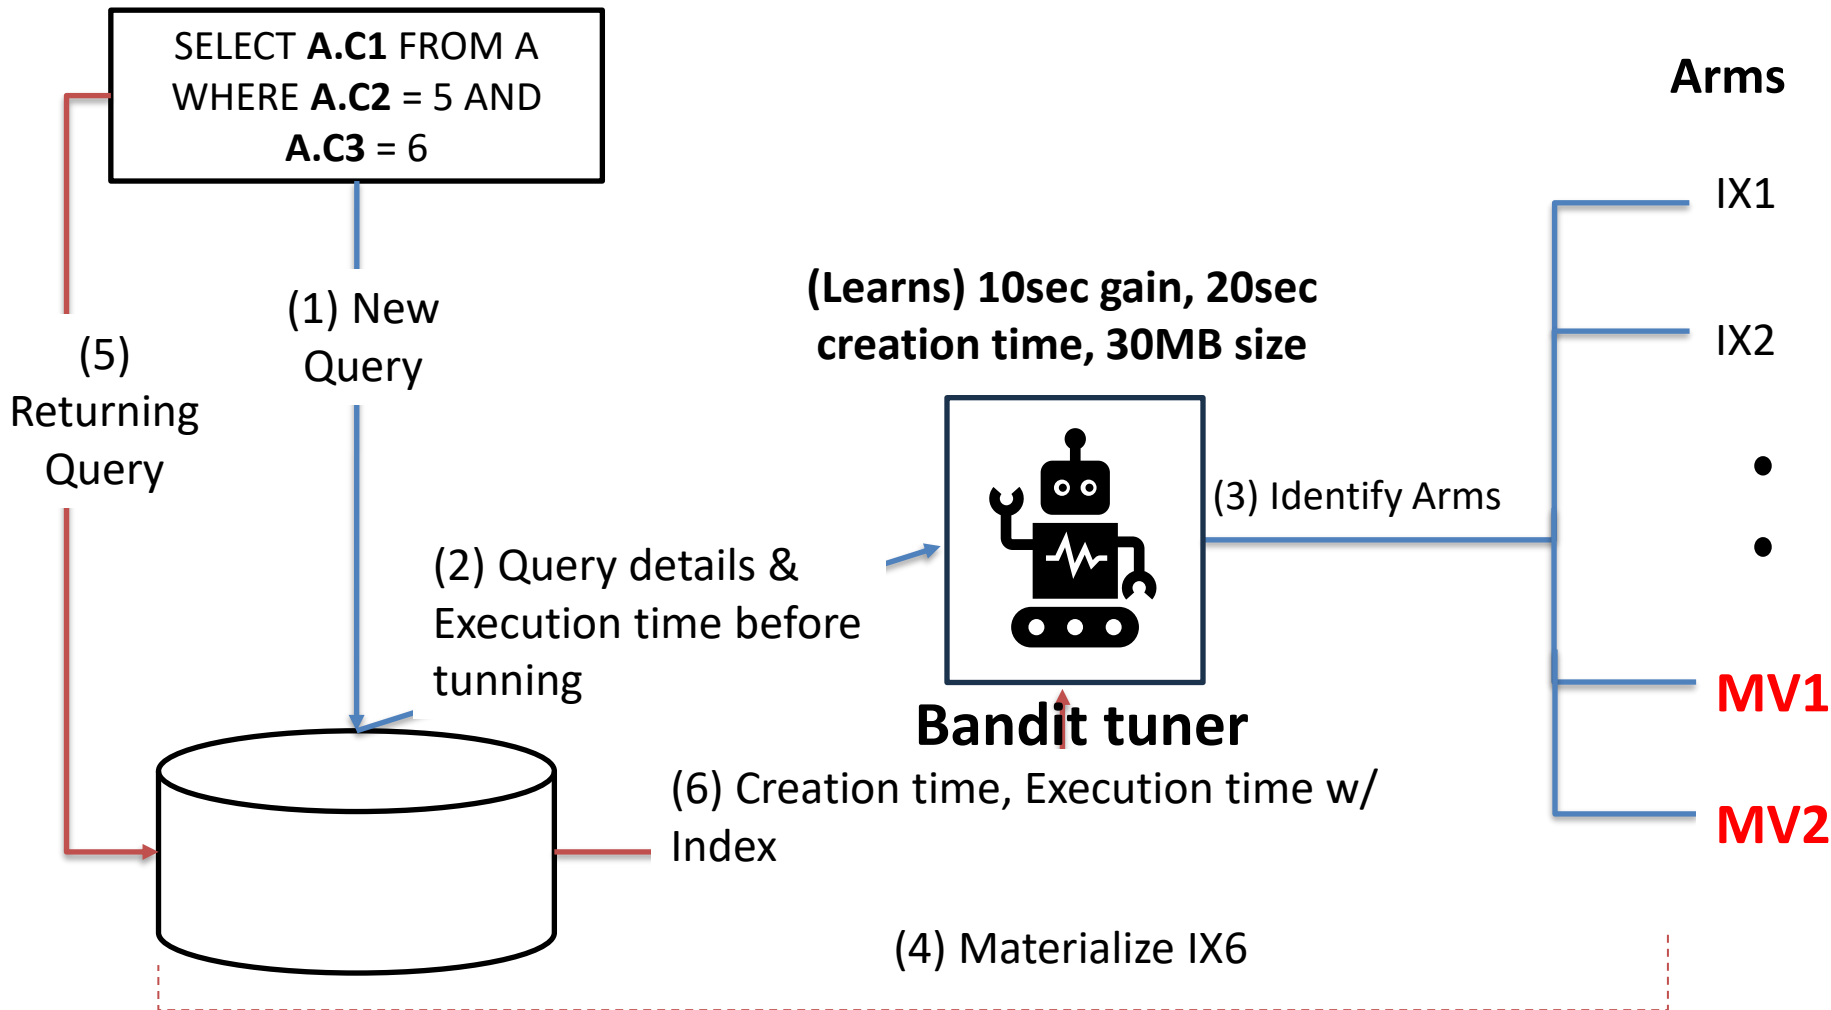 SELECT A.C1 FROM A
WHERE A.C2 = 5 AND
A.C3 = 6
Arms
IX1
IX2
MV1
MV2
(1) New
Query
(5)
Returning
Query
(Learns) 10sec gain, 20sec
creation time, 30MB size
(2) Query details &
Execution time before
tunning
(3) Identify Arms
Bandit tuner
(6) Creation time, Execution time w/
Index
(4) Materialize IX6